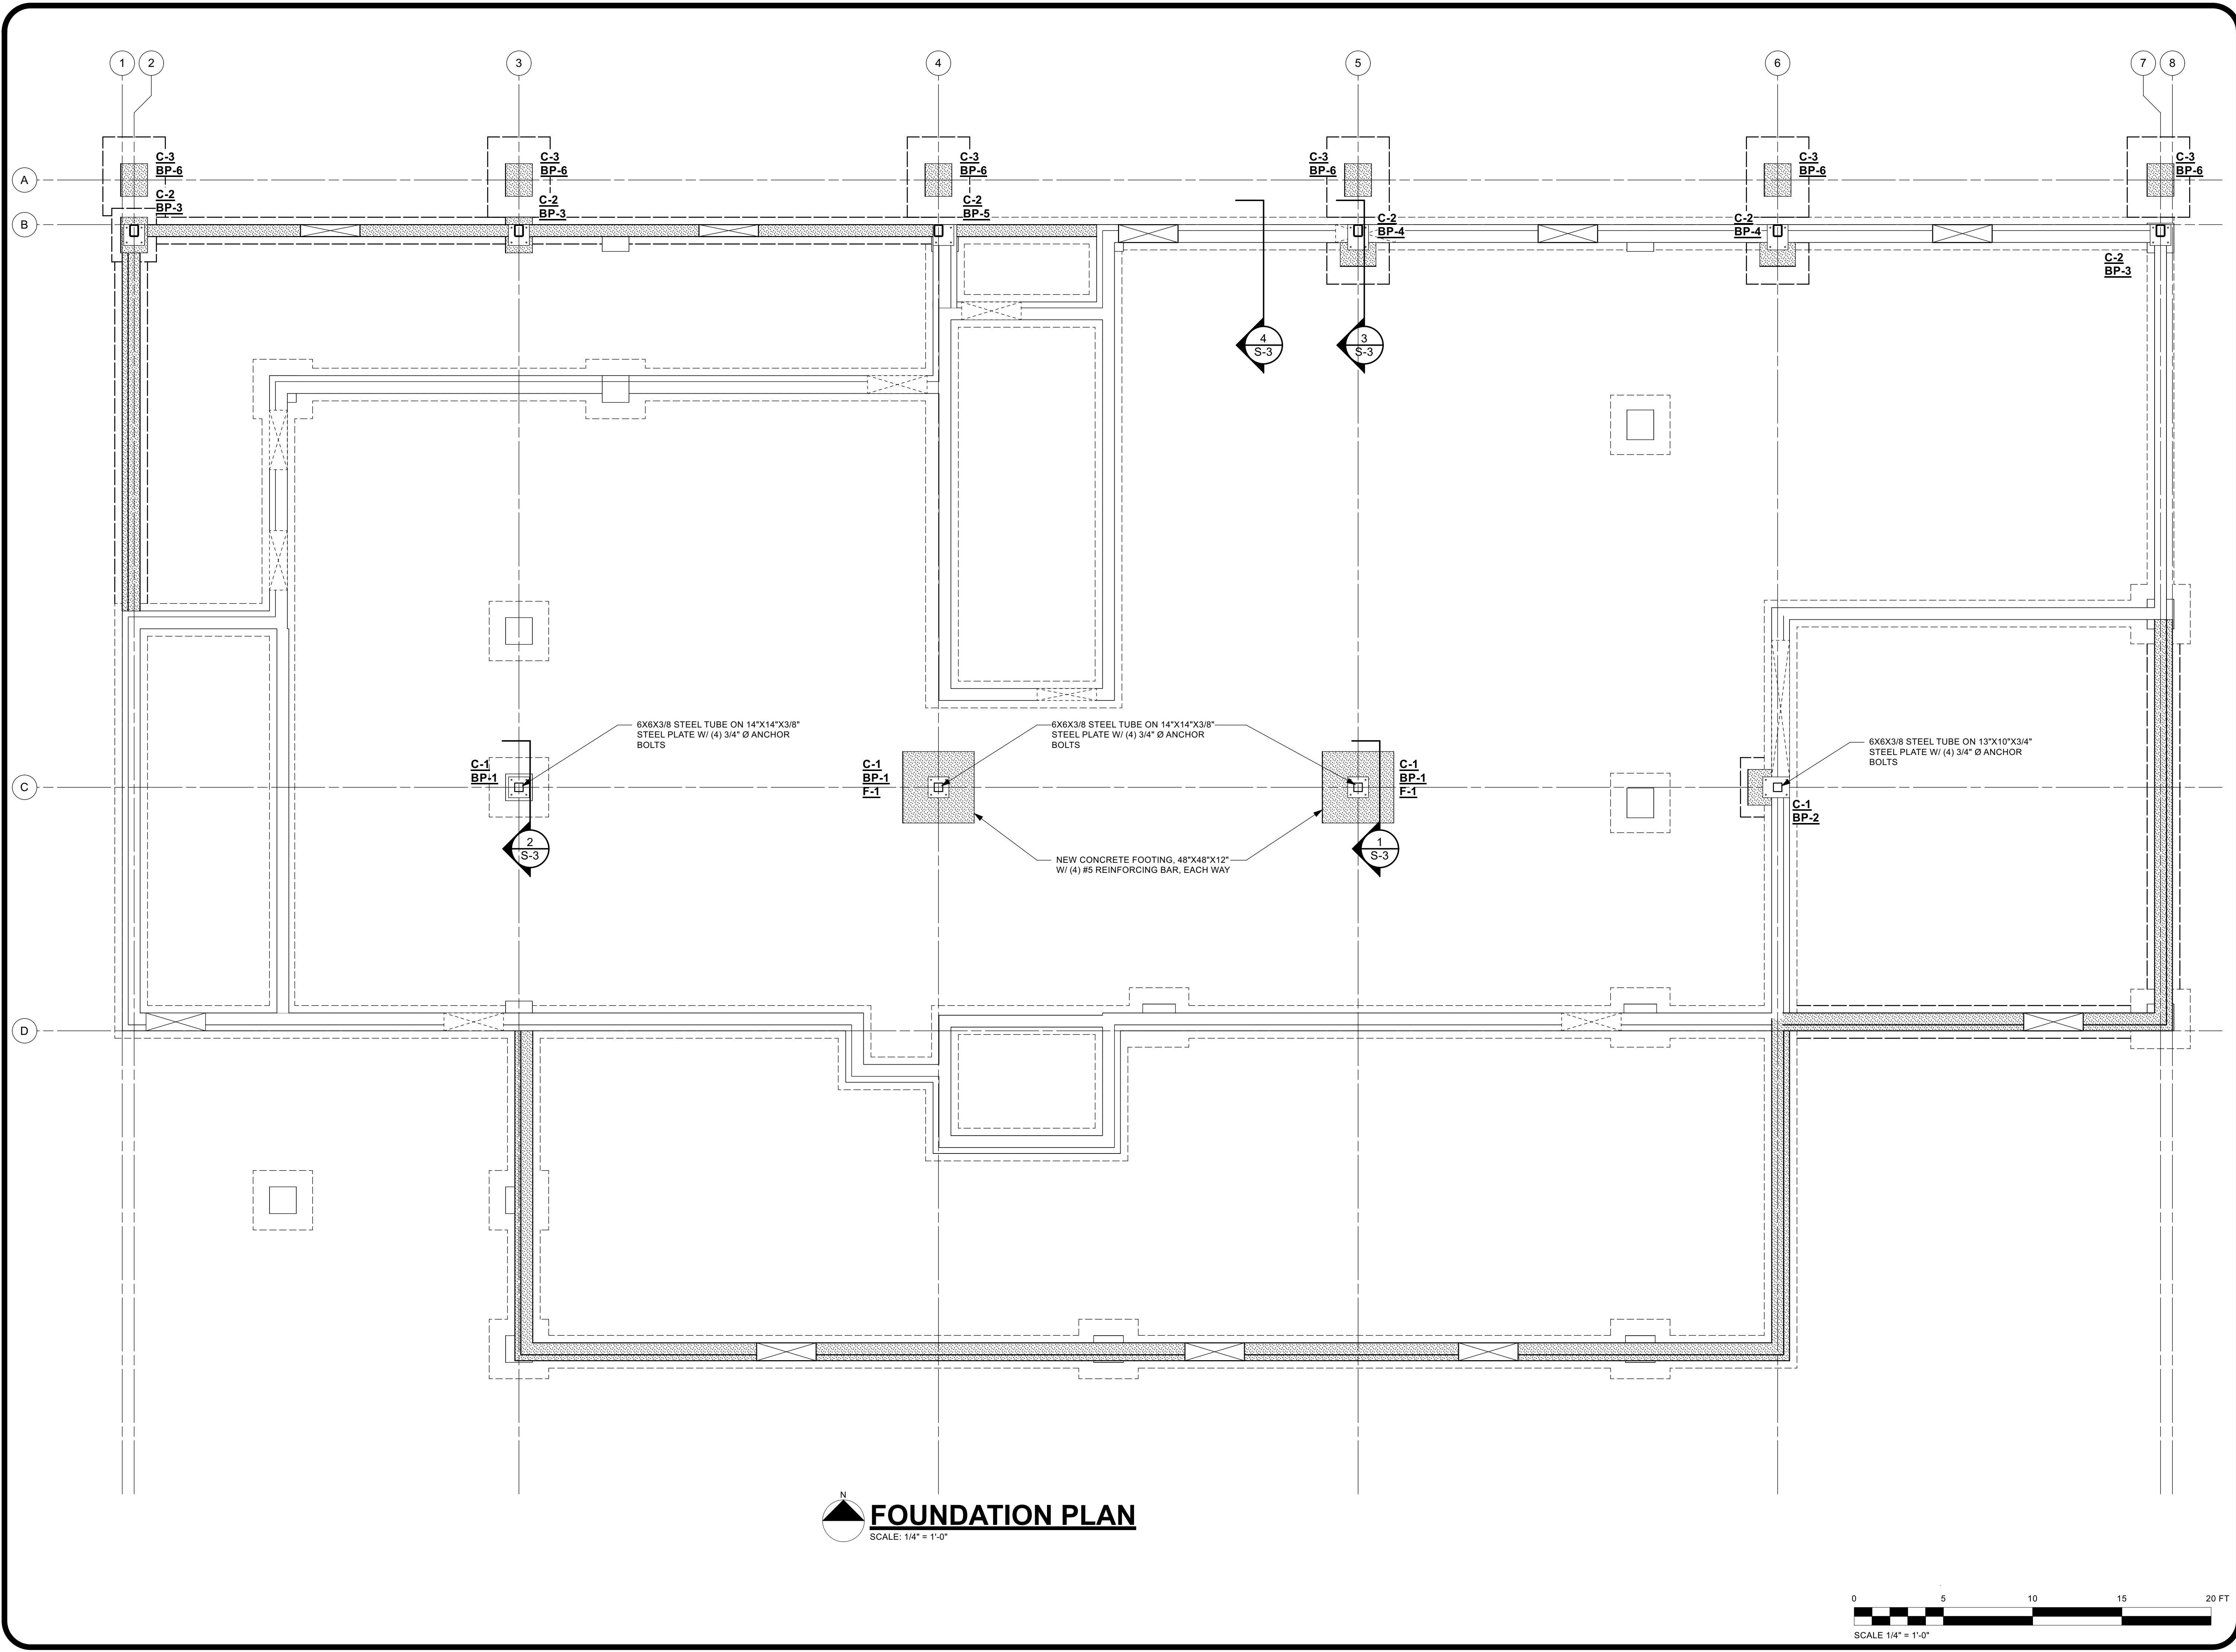 1
2
3
4
5
6
7
8
A
C-3
BP-6
C-3
BP-6
C-3
BP-6
C-3
BP-6
C-3
BP-6
C-3
BP-6
B
C-2
BP-3
C-2
BP-3
C-2
BP-5
C-2
BP-4
C-2
BP-4
C-2
BP-3
4
S-3
3
S-3
6X6X3/8 STEEL TUBE ON 14"X14"X3/8"
STEEL PLATE W/ (4) 3/4" Ø ANCHOR
BOLTS
6X6X3/8 STEEL TUBE ON 14"X14"X3/8"
STEEL PLATE W/ (4) 3/4" Ø ANCHOR
BOLTS
6X6X3/8 STEEL TUBE ON 13"X10"X3/4"
STEEL PLATE W/ (4) 3/4" Ø ANCHOR
BOLTS
C
C-1
BP-1
C-1
BP-1
F-1
C-1
BP-1
F-1
C-1
BP-2
2
S-3
1
S-3
NEW CONCRETE FOOTING, 48"X48"X12"
W/ (4) #5 REINFORCING BAR, EACH WAY
D
N
FOUNDATION PLAN
SCALE: 1/4" = 1'-0"
0 5 10 15 20 FT
SCALE 1/4" = 1'-0"